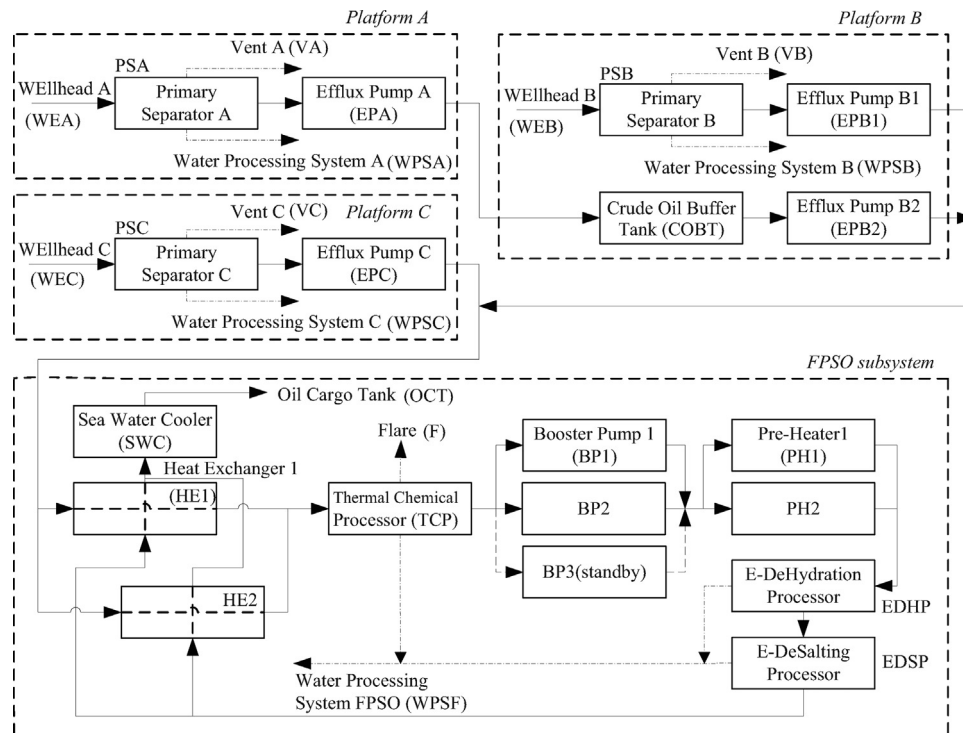 Platform A
Vent A (VA)
PSA
WEllhead A
(WEA)
Primary
Separator A
Efflux Pump A
(EPA)
Water Processing System A (WPSA)
Platform B
Vent B (VB)
PSB
WEllhead B
(WEB)
Primary
Separator B
Efflux Pump B1
(EPB1)
Water Processing
System B (WPSB)
Crude Oil Buffer
Tank (COBT)
Efflux Pump B2
(EPB2)
Vent C (VC)
Platform C
PSC
WEllhead C
(WEC)
Primary
Separator C
Efflux Pump C
(EPC)
Water Processing System C (WPSC)
FPSO subsystem
Sea Water Cooler
(SWC)
Oil Cargo Tank (OCT)
Heat Exchanger 1
(HE1)
HE2
Flare (F)
Thermal Chemical
Processor (TCP)
Booster Pump 1
(BP1)
BP2
BP3(standby)
Pre-Heater1
(PH1)
PH2
E-DeHydration
Processor
EDHP
E-DeSalting
Processor
EDSP
Water Processing
System FPSO (WPSF)